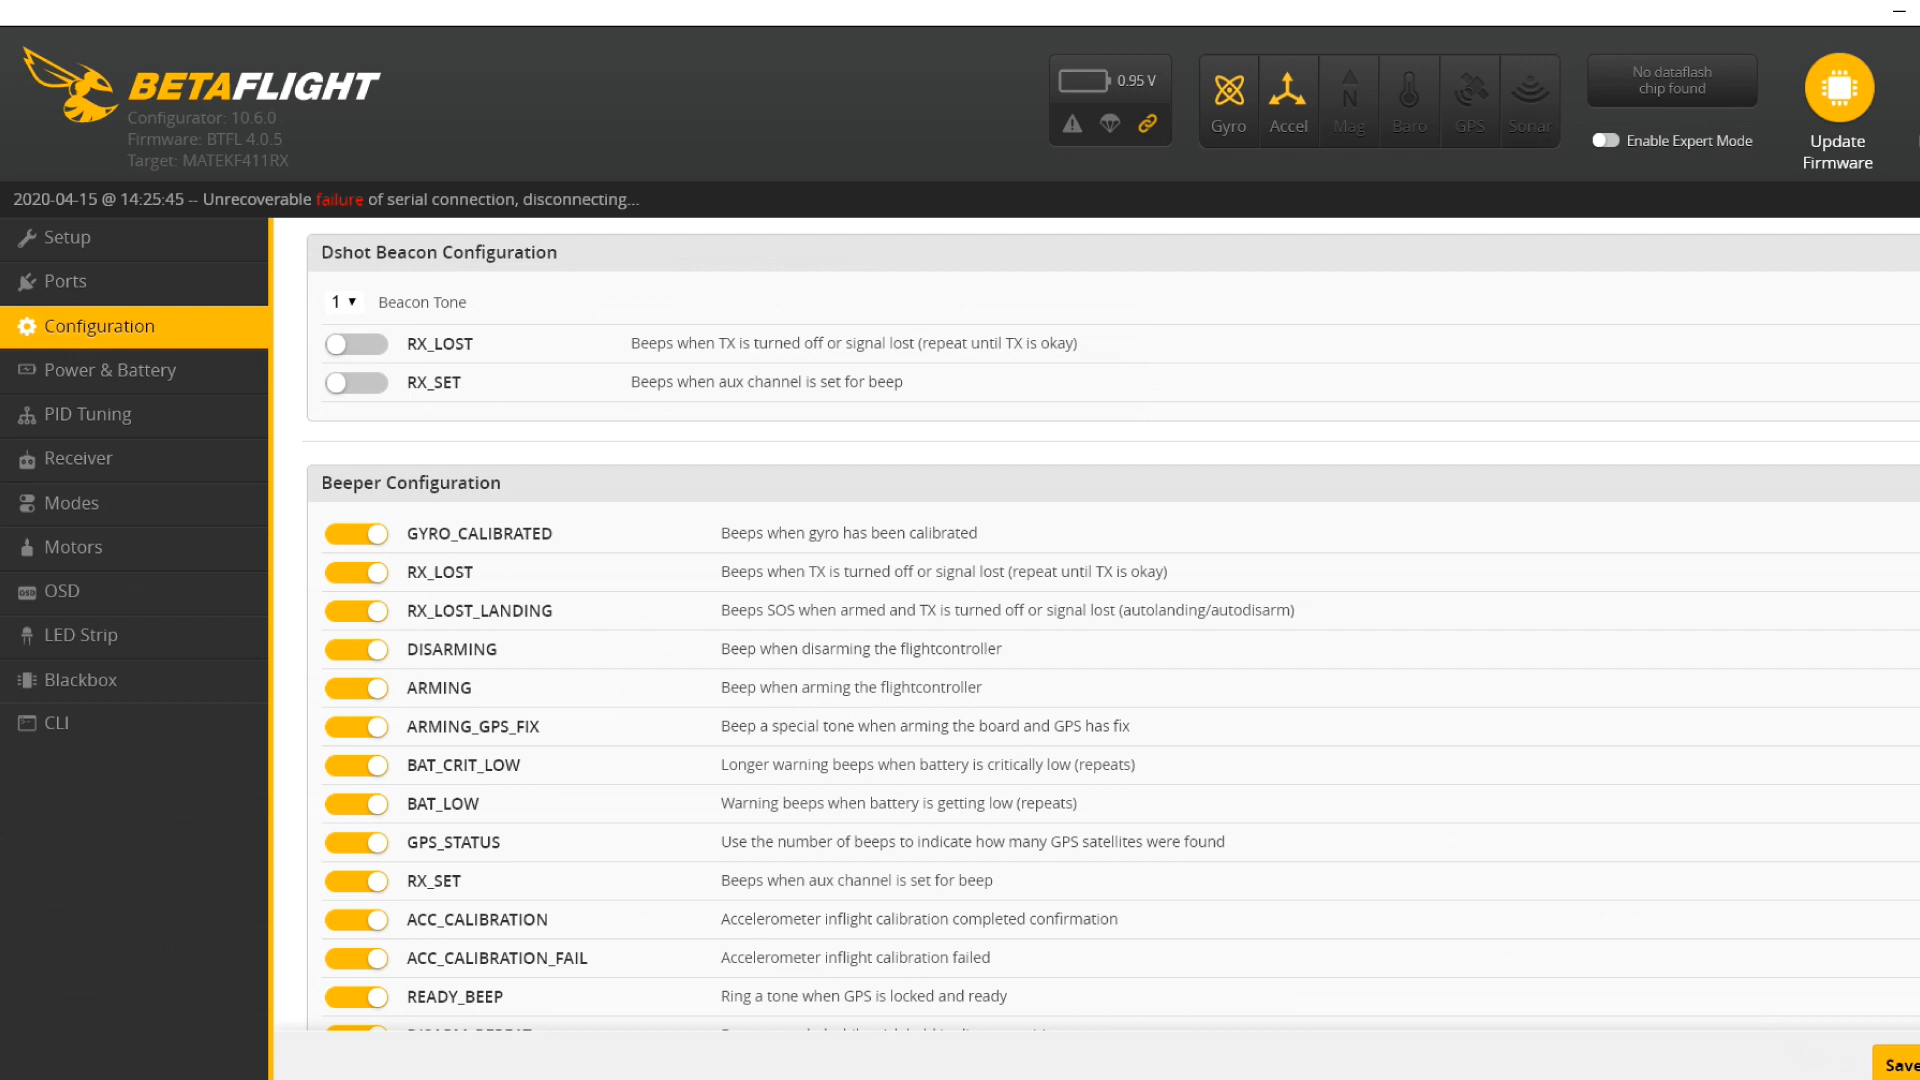 BETAFLIGHT
Configurator: 10.6.0
Firmware: BTFL 4.0.5
Target: MATEKF411RX
0.95 V
Gyro
Accel
Mag
Baro
GPS
Sonar
No dataflash
chip found
Enable Expert Mode
Update
Firmware
2020-04-15 @ 14:25:45 -- Unrecoverable failure of serial connection, disconnecting...
Setup
Ports
Configuration
Power & Battery
PID Tuning
Receiver
Modes
Motors
OSD
LED Strip
Blackbox
CLI
Dshot Beacon Configuration
1 Beacon Tone
RX_LOST Beeps when TX is turned off or signal lost (repeat until TX is okay)
RX_SET Beeps when aux channel is set for beep
Beeper Configuration
GYRO_CALIBRATED Beeps when gyro has been calibrated
RX_LOST Beeps when TX is turned off or signal lost (repeat until TX is okay)
RX_LOST_LANDING Beeps SOS when armed and TX is turned off or signal lost (autolanding/autodisarm)
DISARMING Beep when disarming the flightcontroller
ARMING Beep when arming the flightcontroller
ARMING_GPS_FIX Beep a special tone when arming the board and GPS has fix
BAT_CRIT_LOW Longer warning beeps when battery is critically low (repeats)
BAT_LOW Warning beeps when battery is getting low (repeats)
GPS_STATUS Use the number of beeps to indicate how many GPS satellites were found
RX_SET Beeps when aux channel is set for beep
ACC_CALIBRATION Accelerometer inflight calibration completed confirmation
ACC_CALIBRATION_FAIL Accelerometer inflight calibration failed
READY_BEEP Ring a tone when GPS is locked and ready
Save